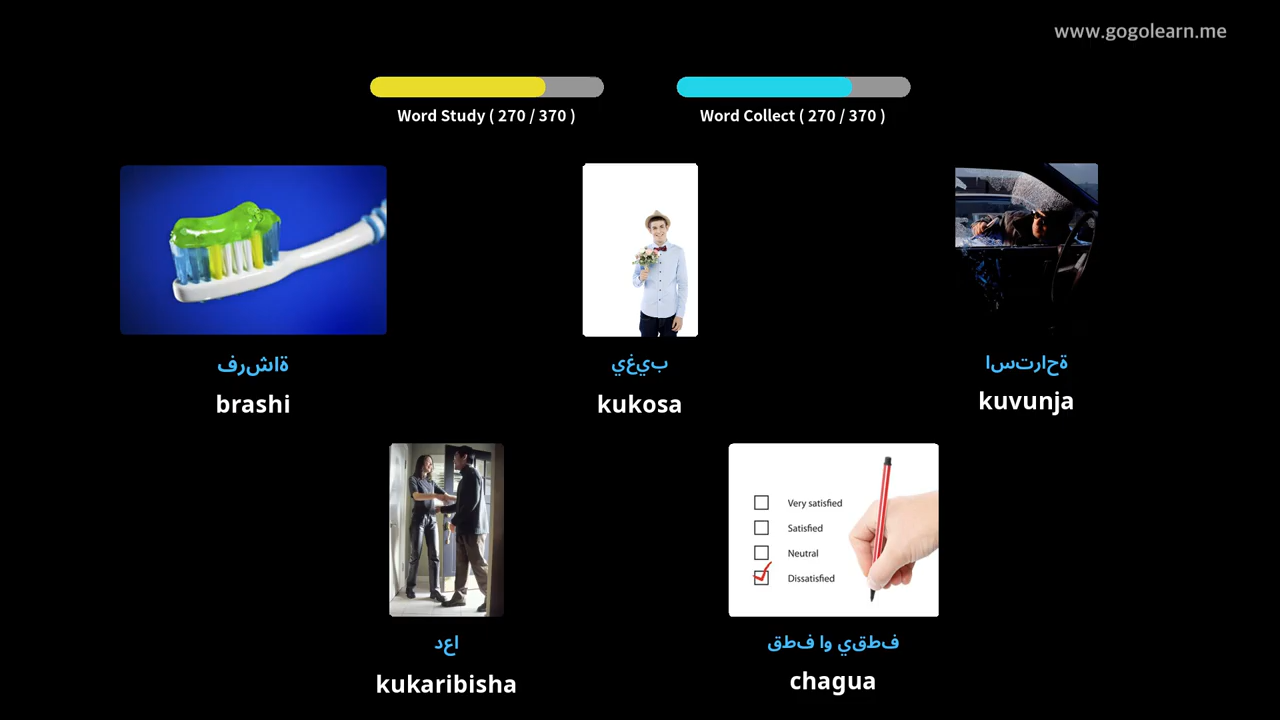 www.gogolearn.me
Word Study ( 270 / 370 )
Word Collect ( 270 / 370 )
ةاشرف
بيغي
ةحارتسا
brashi
kukosa
kuvunja
Very satisfied
Satisfied
Neutral
Dissatisfied
اعد
فطقي وا فطق
kukaribisha
chagua